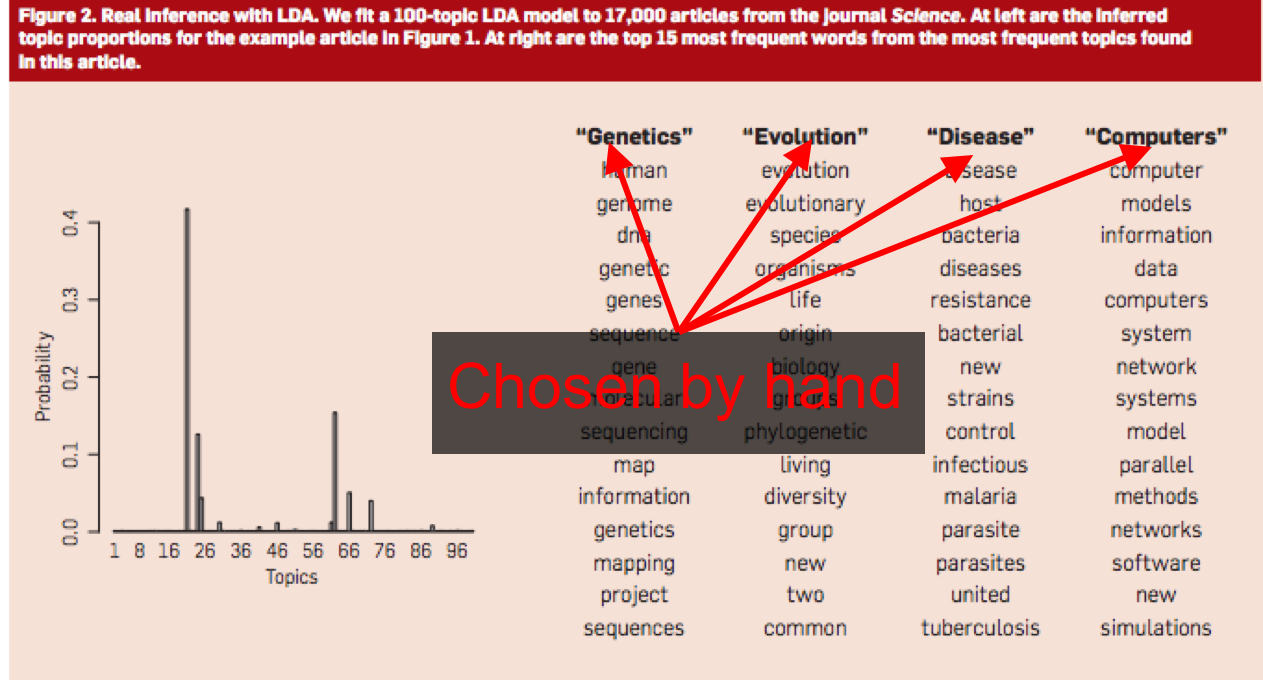 Figure 2. Real inference with LDA. We fit a 100-topic LDA model to 17,000 articles from the journal Science. At left are the inferred
topic proportions for the example article in Figure 1. At right are the top 15 most frequent words from the most frequent topics found
in this article.
“Genetics” “Evolution” “Disease” “Computers”
human evolution disease computer
genome evolutionary host models
dna species bacteria information
genetic organisms diseases data
genes life resistance computers
sequence origin bacterial system
gene biology new network
molecular groups strains systems
sequencing phylogenetic control model
map living infectious parallel
information diversity malaria methods
genetics group parasite networks
mapping new parasites software
project two united new
sequences common tuberculosis simulations
Chosen by hand
Probability
0.4
0.3
0.2
0.1
0.0
1 8 16 26 36 46 56 66 76 86 96
Topics